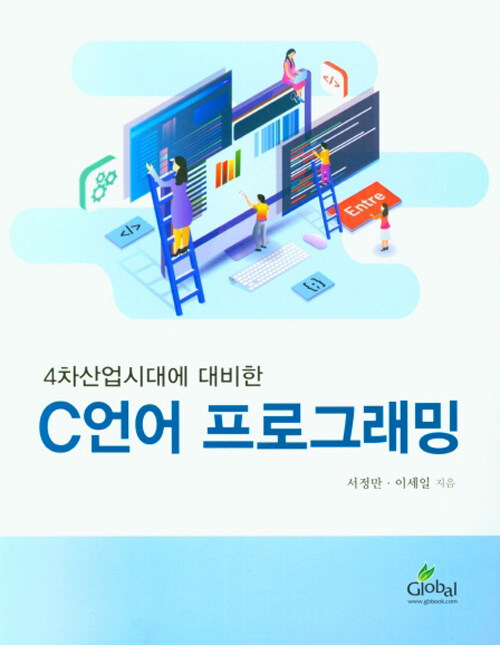 </>
</>
Entre
{;}
4차산업시대에 대비한
C언어 프로그래밍
서정만 · 이세일 지음
Global
www.gbbook.com